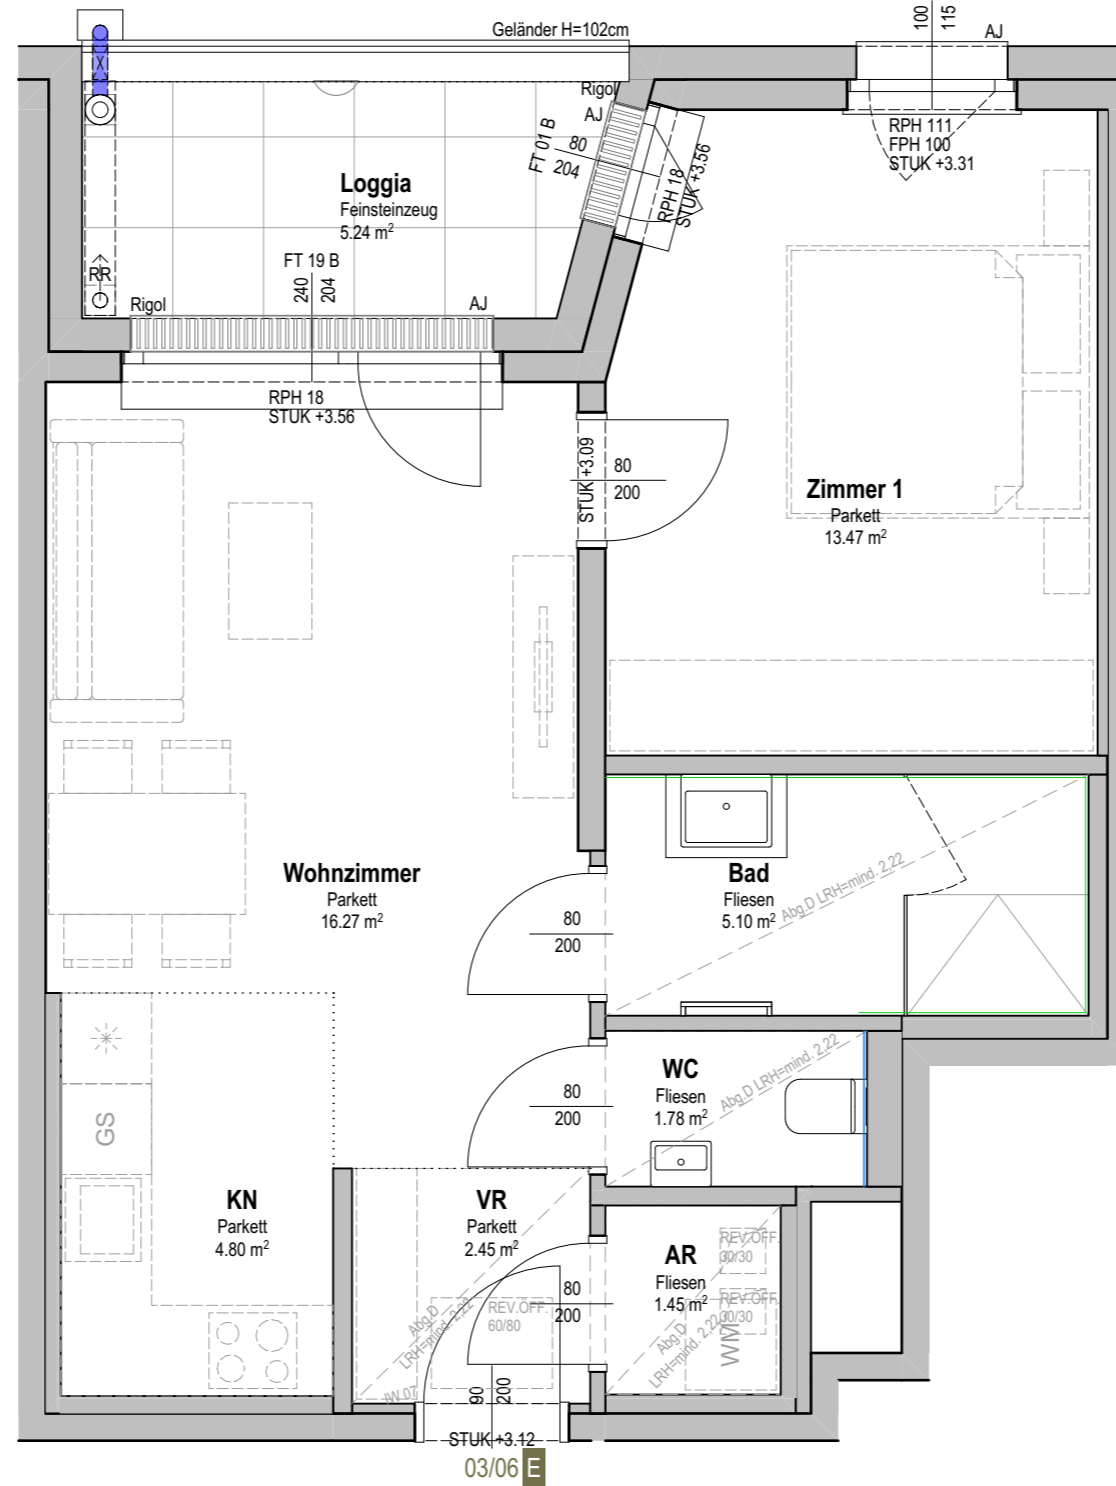 Geländer H=102cm
100
115
AJ
Rigol
AJ
FT 01 B
80
204
RPH 18
STUK +3.56
RPH 111
FPH 100
STUK +3.31
Loggia
Feinsteinzeug
5.24 m²
RR
FT 19 B
240
204
Rigol
AJ
RPH 18
STUK +3.56
STUK +3.09
80
200
Zimmer 1
Parkett
13.47 m²
Wohnzimmer
Parkett
16.27 m²
80
200
Bad
Fliesen
5.10 m²
Abg.D LRH=mind. 2,22
WC
Fliesen
1.78 m²
Abg.D LRH=mind. 2,22
80
200
GS
KN
Parkett
4.80 m²
VR
Parkett
2.45 m²
Abg.D
LRH=mind. 2,22
REV.ÖFF.
60/80
IW 07
80
200
AR
Fliesen
1.45 m²
REV.ÖFF.
30/30
REV.ÖFF.
30/30
Abg.D
LRH=mind. 2,22
WM
90
200
STUK +3.12
03/06 E